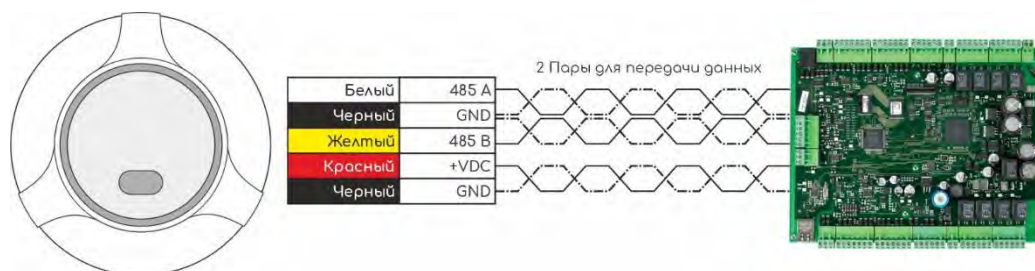 2 Пары для передачи данных
Белый 485 A
Черный GND
Желтый 485 B
Красный +VDC
Черный GND